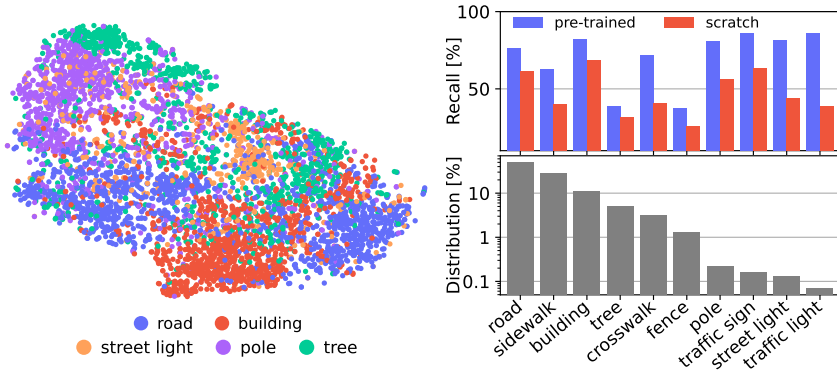 road building
street light pole tree
100
pre-trained scratch
Recall [%]
50
Distribution [%]
10
1
0.1
road
sidewalk
building
tree
crosswalk
fence
pole
traffic sign
street light
traffic light